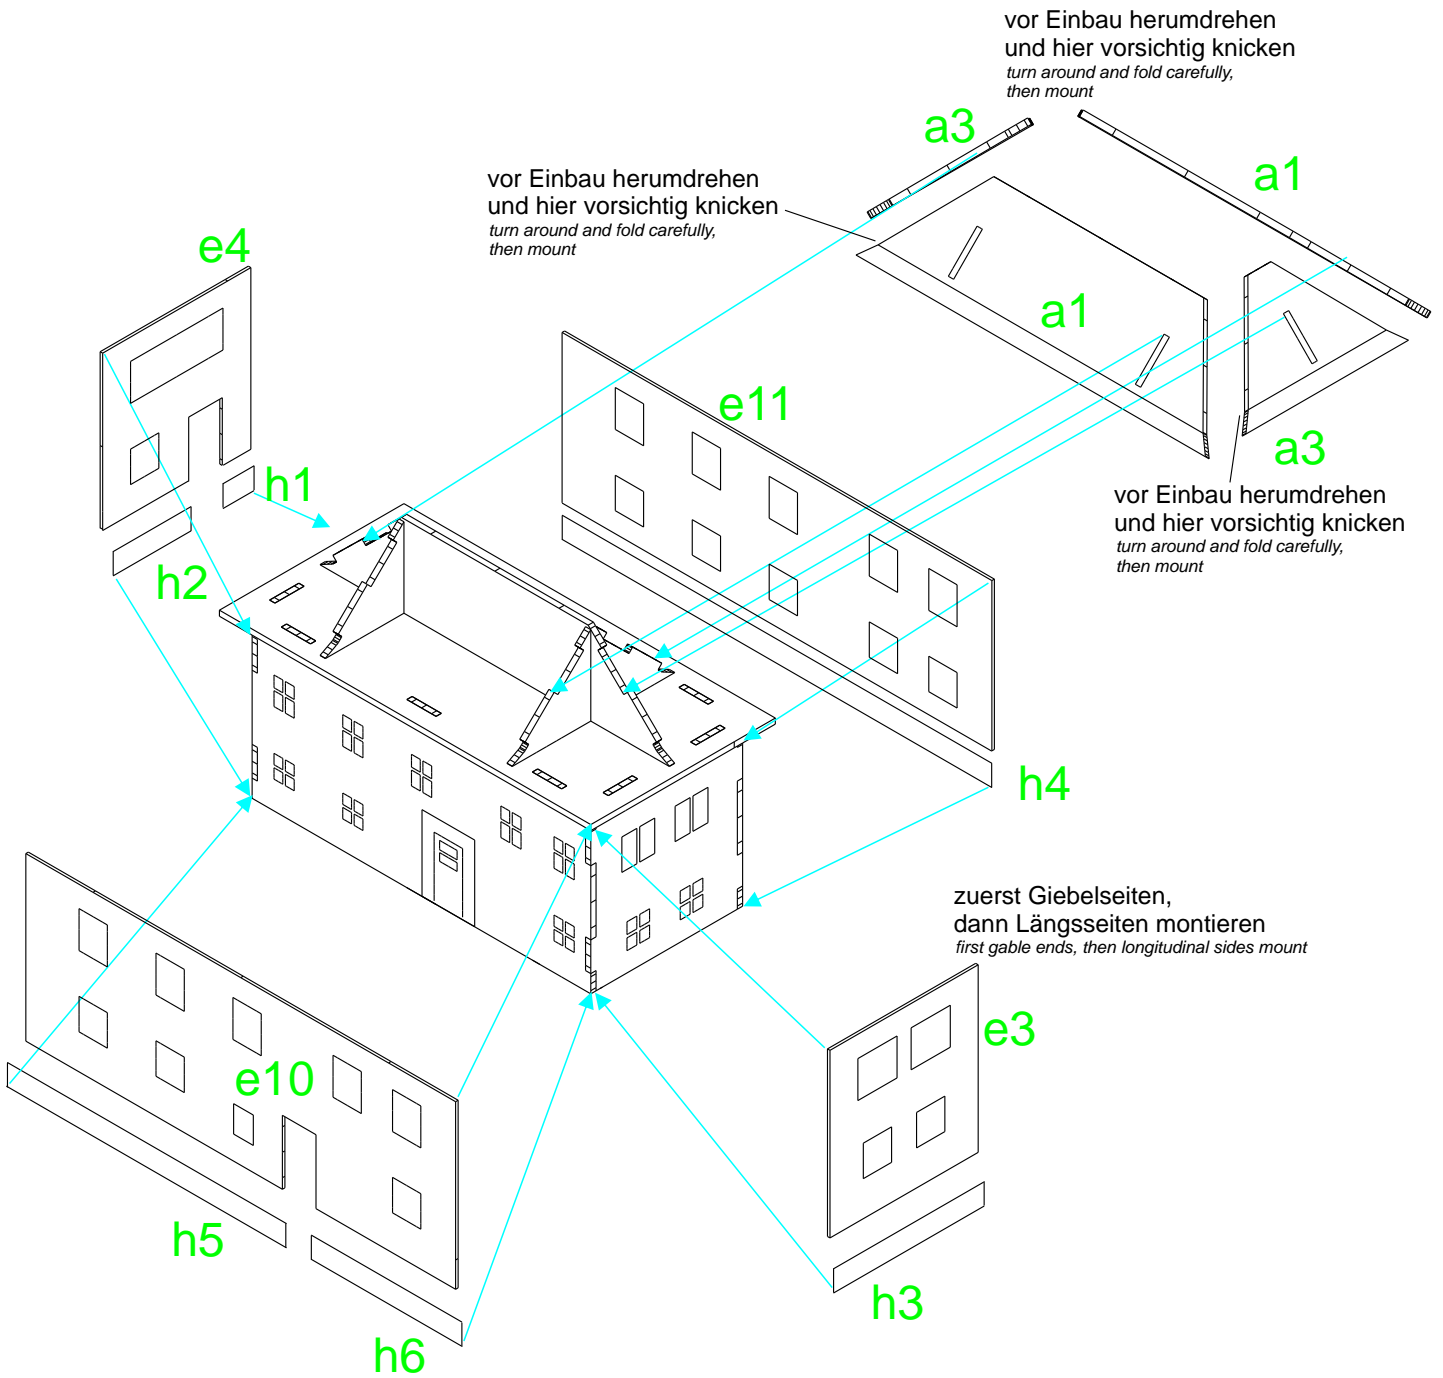 vor Einbau herumdrehen
und hier vorsichtig knicken
turn around and fold carefully,
then mount
a3
a1
vor Einbau herumdrehen
und hier vorsichtig knicken
turn around and fold carefully,
then mount
e4
a1
e11
a3
h1
vor Einbau herumdrehen
und hier vorsichtig knicken
turn around and fold carefully,
then mount
h2
h4
zuerst Giebelseiten,
dann Längsseiten montieren
first gable ends, then longitudinal sides mount
e3
e10
h5
h3
h6